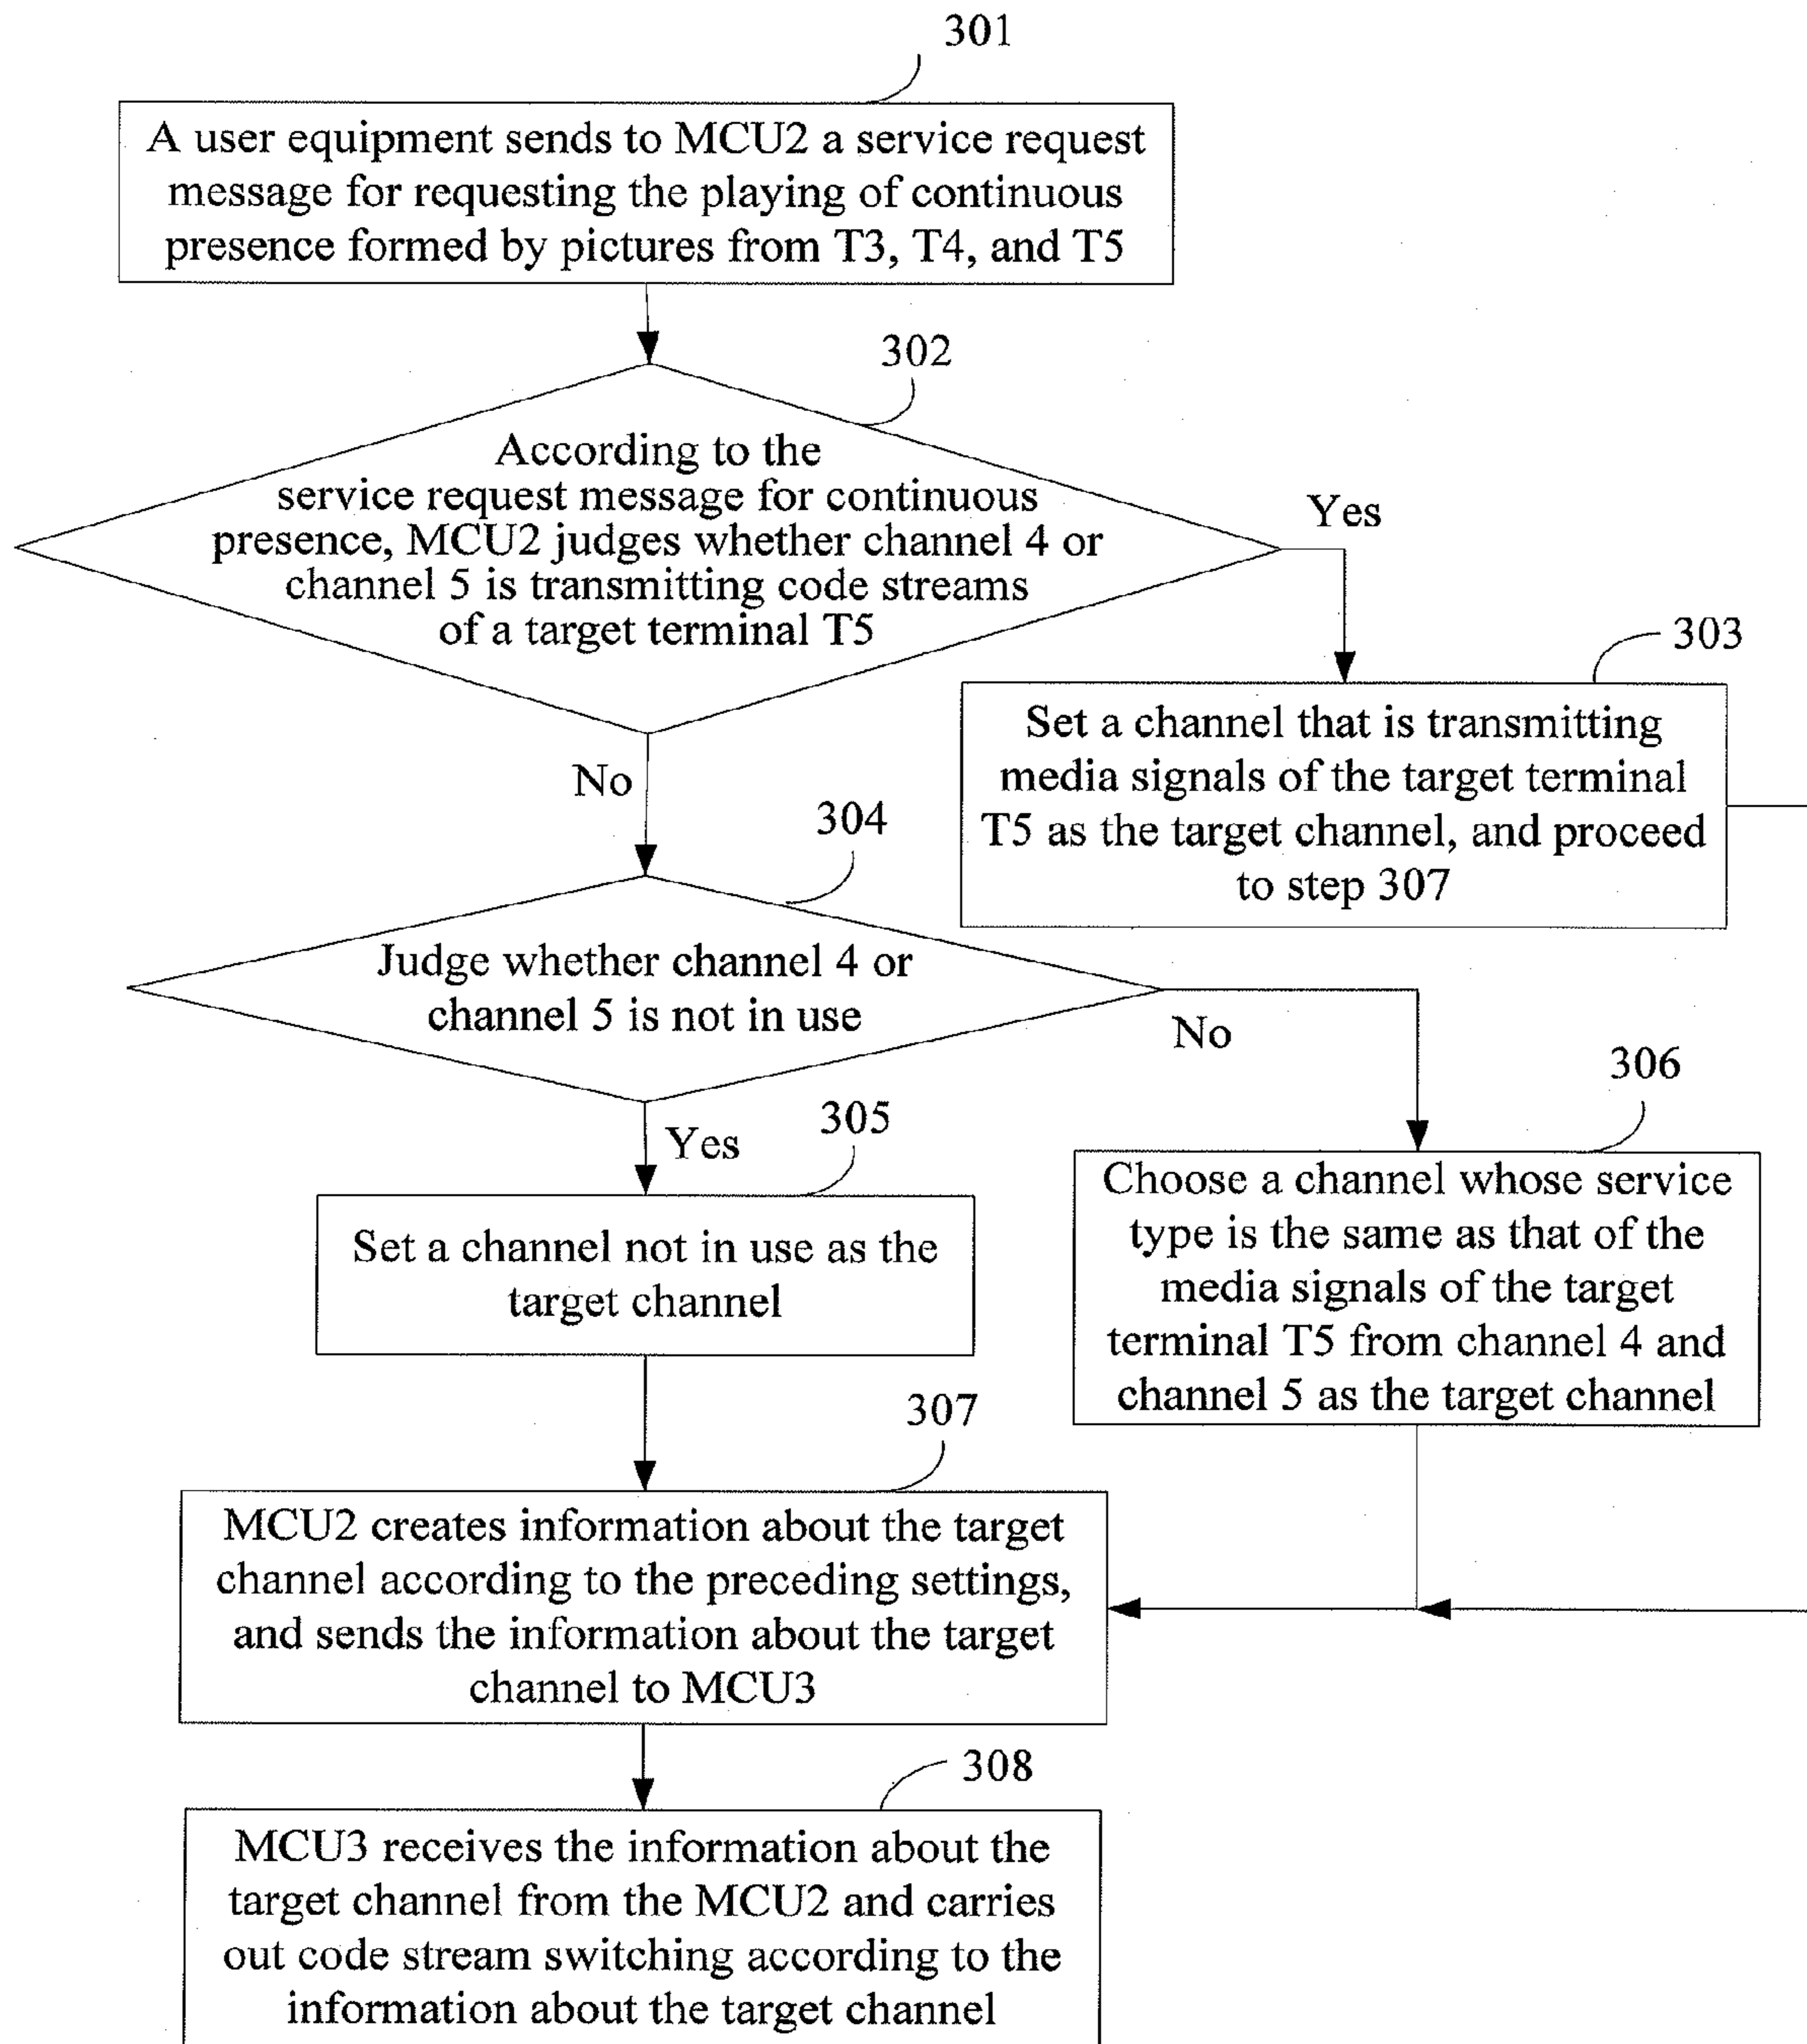 301
A user equipment sends to MCU2 a service request
message for requesting the playing of continuous
presence formed by pictures from T3, T4, and T5
302
According to the
service request message for continuous
presence, MCU2 judges whether channel 4 or
channel 5 is transmitting code streams
of a target terminal T5
Yes
303
Set a channel that is transmitting
media signals of the target terminal
T5 as the target channel, and proceed
to step 307
No
304
Judge whether channel 4 or
channel 5 is not in use
No
306
Choose a channel whose service
type is the same as that of the
media signals of the target
terminal T5 from channel 4 and
channel 5 as the target channel
Yes
305
Set a channel not in use as the
target channel
307
MCU2 creates information about the target
channel according to the preceding settings,
and sends the information about the target
channel to MCU3
308
MCU3 receives the information about the
target channel from the MCU2 and carries
out code stream switching according to the
information about the target channel